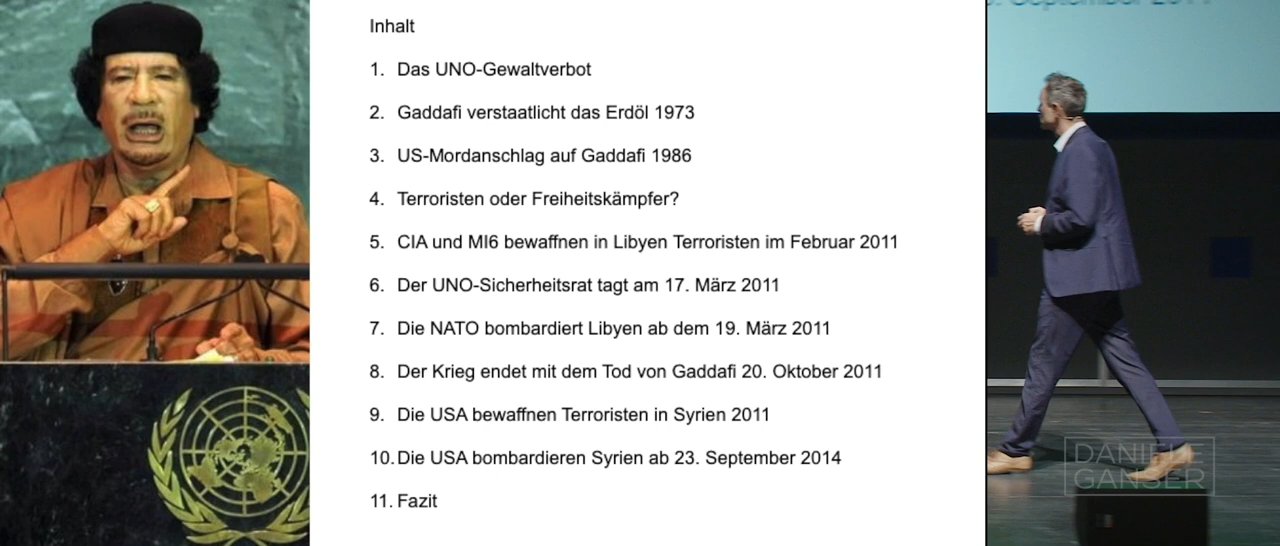 Inhalt
1. Das UNO-Gewaltverbot
2. Gaddafi verstaatlicht das Erdöl 1973
3. US-Mordanschlag auf Gaddafi 1986
4. Terroristen oder Freiheitskämpfer?
5. CIA und MI6 bewaffnen in Libyen Terroristen im Februar 2011
6. Der UNO-Sicherheitsrat tagt am 17. März 2011
7. Die NATO bombardiert Libyen ab dem 19. März 2011
8. Der Krieg endet mit dem Tod von Gaddafi 20. Oktober 2011
9. Die USA bewaffnen Terroristen in Syrien 2011
10. Die USA bombardieren Syrien ab 23. September 2014
11. Fazit
September 2011
DANIELE
GANSER